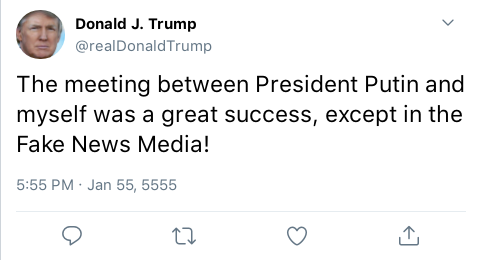 Donald J. Trump
@realDonaldTrump
The meeting between President Putin and
myself was a great success, except in the
Fake News Media!
5:55 PM · Jan 55, 5555